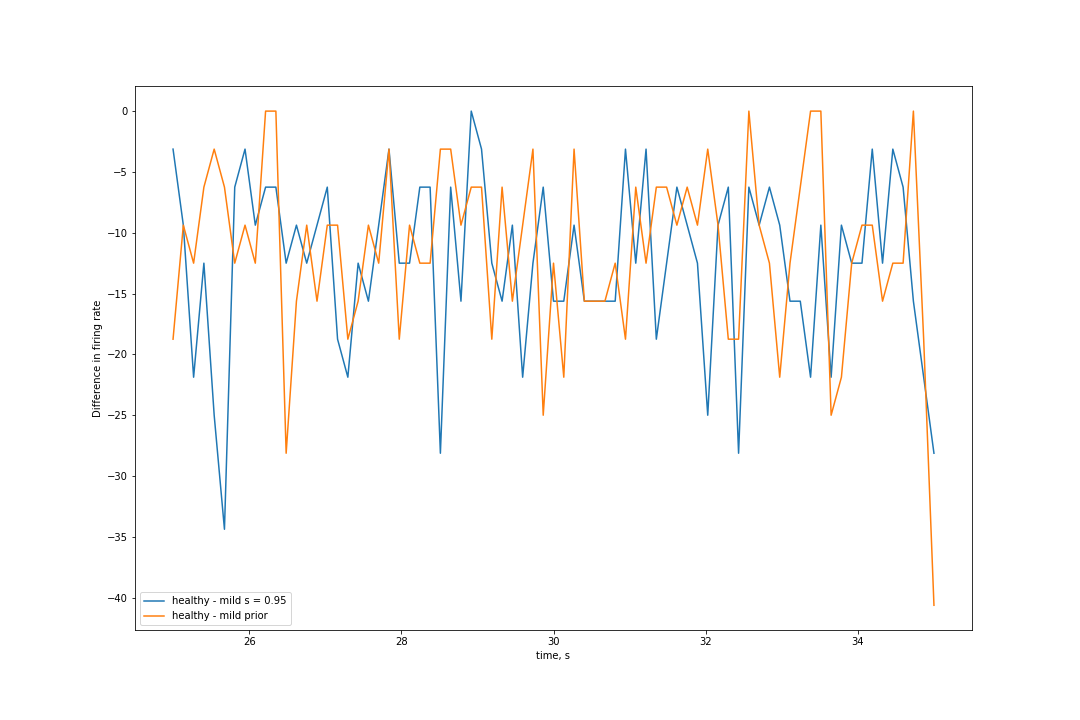 0
−5
−10
−15
−20
−25
−30
−35
−40
Difference in firing rate
healthy - mild s = 0.95
healthy - mild prior
26 28 30 32 34
time, s